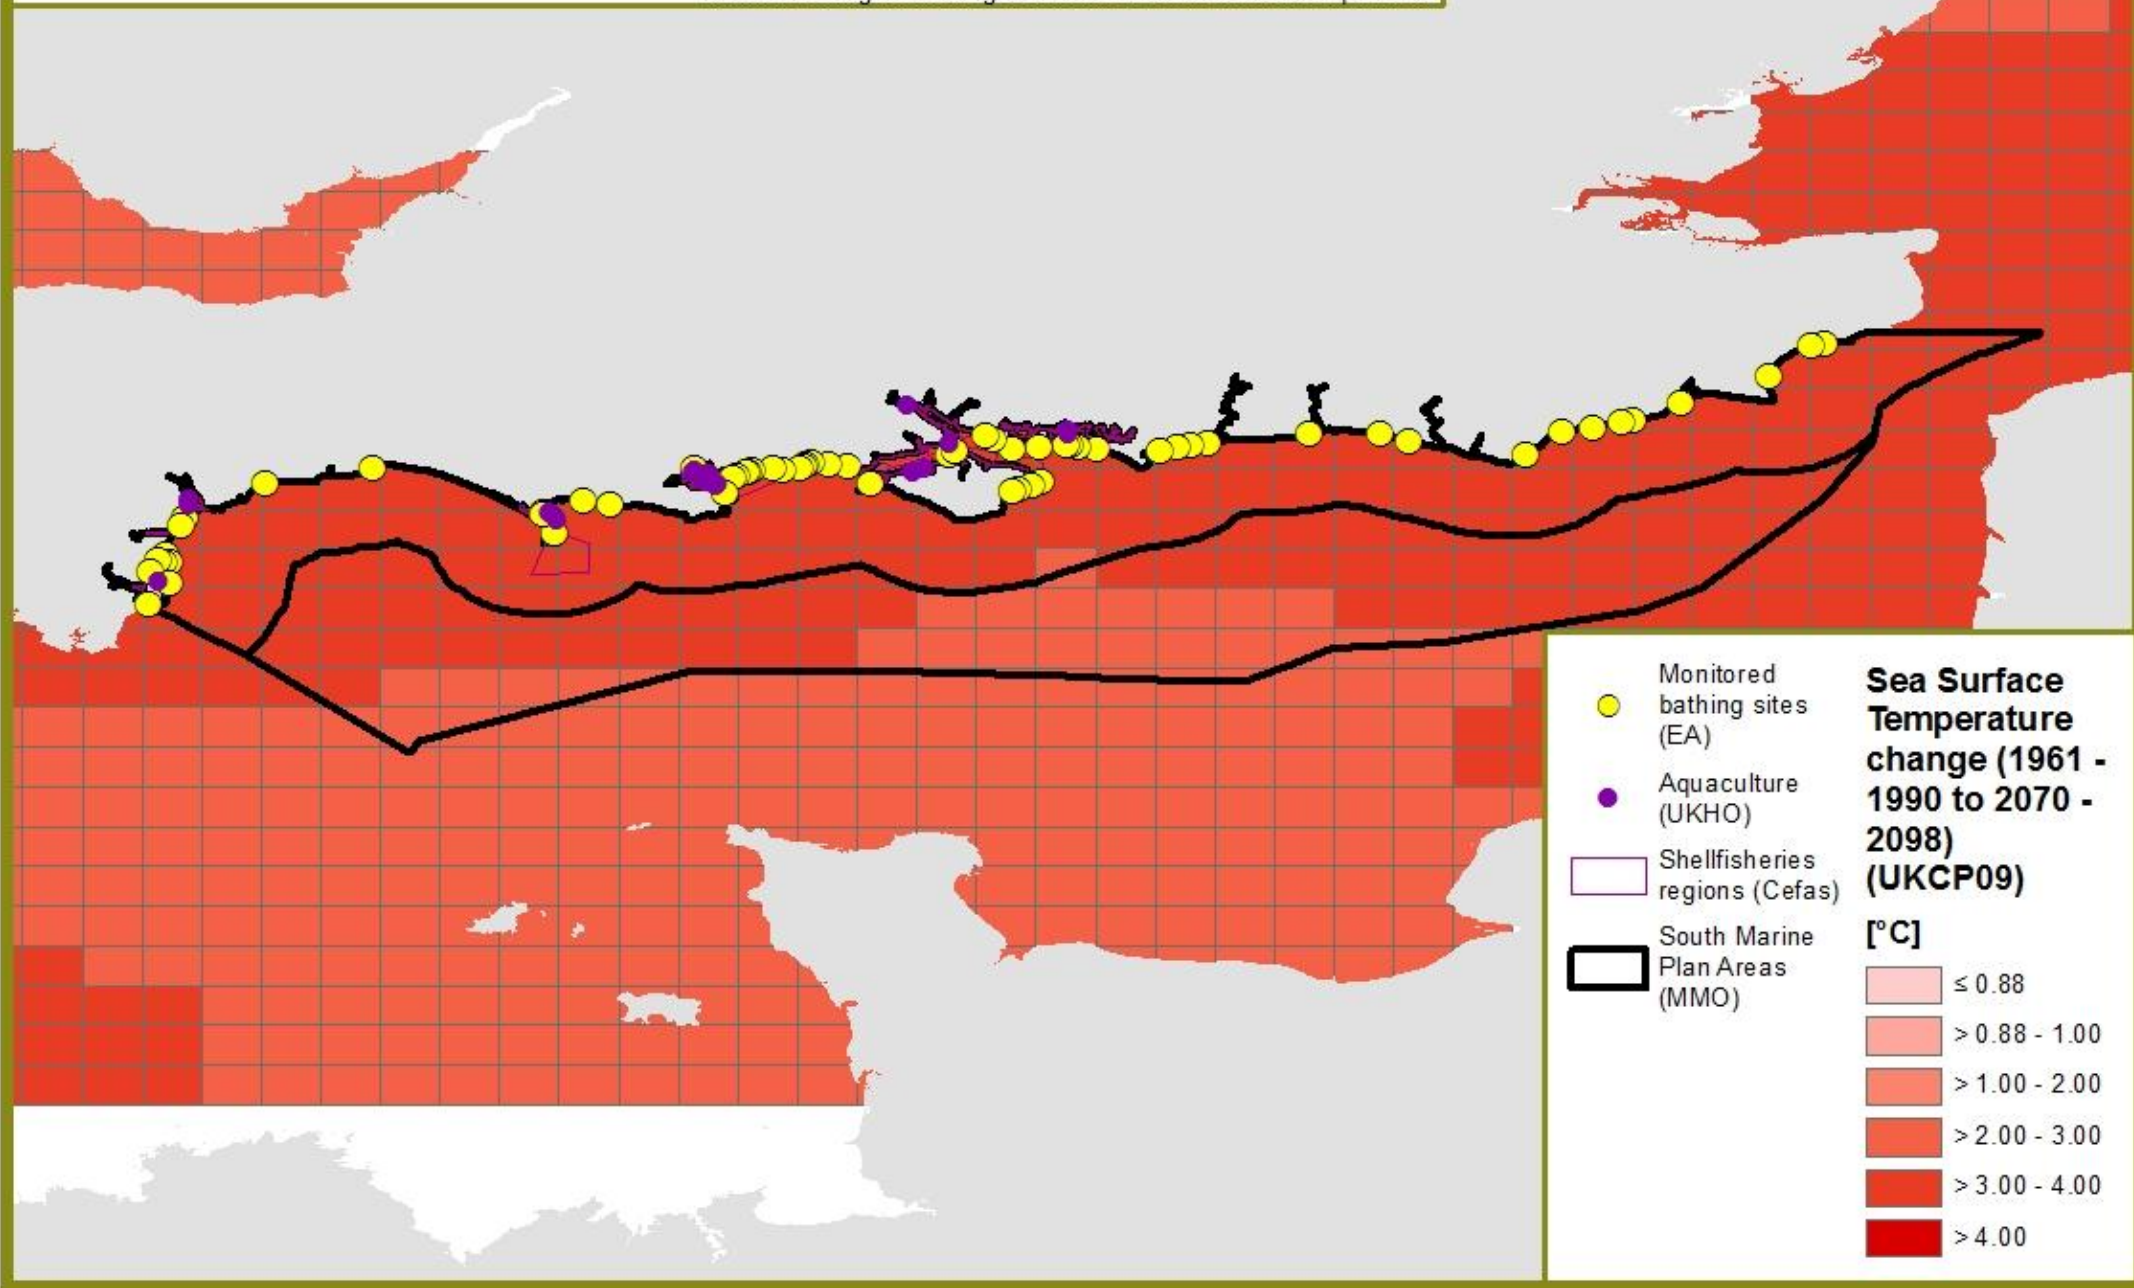 Monitored
bathing sites
(EA)
Aquaculture
(UKHO)
Shellfisheries
regions (Cefas)
South Marine
Plan Areas
(MMO)
Sea Surface
Temperature
change (1961 -
1990 to 2070 -
2098)
(UKCP09)
[°C]
≤ 0.88
> 0.88 - 1.00
> 1.00 - 2.00
> 2.00 - 3.00
> 3.00 - 4.00
> 4.00